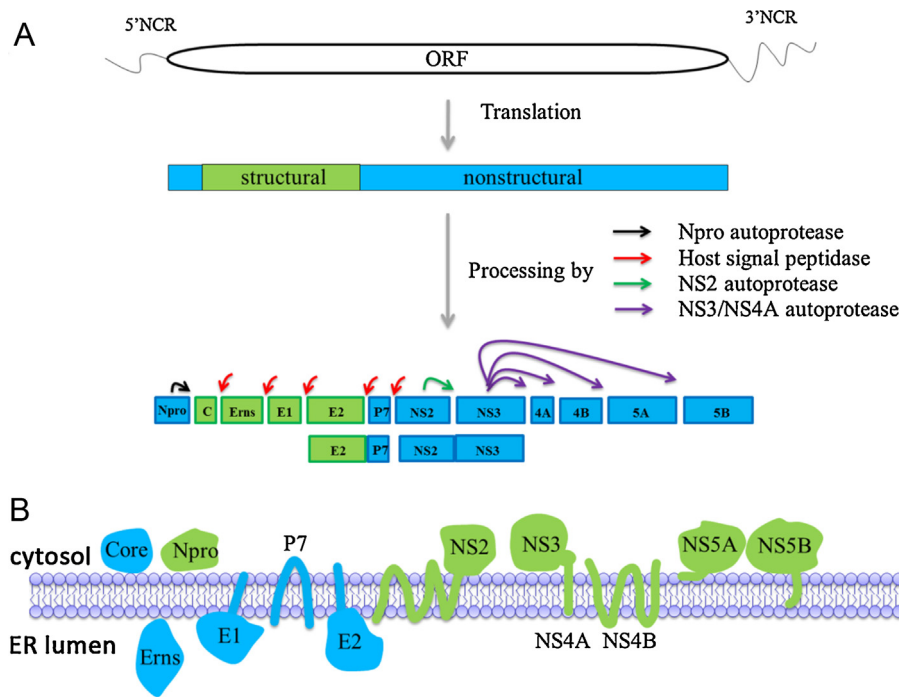 A
5'NCR
3'NCR
ORF
Translation
structural
nonstructural
Processing by
Npro autoprotease
Host signal peptidase
NS2 autoprotease
NS3/NS4A autoprotease
Npro C Erns E1 E2 P7 NS2 NS3 4A 4B 5A 5B
E2 P7 NS2 NS3
B
cytosol
Core
Npro
P7
NS2
NS3
NS5A
NS5B
ER lumen
Erns
E1
E2
NS4A
NS4B